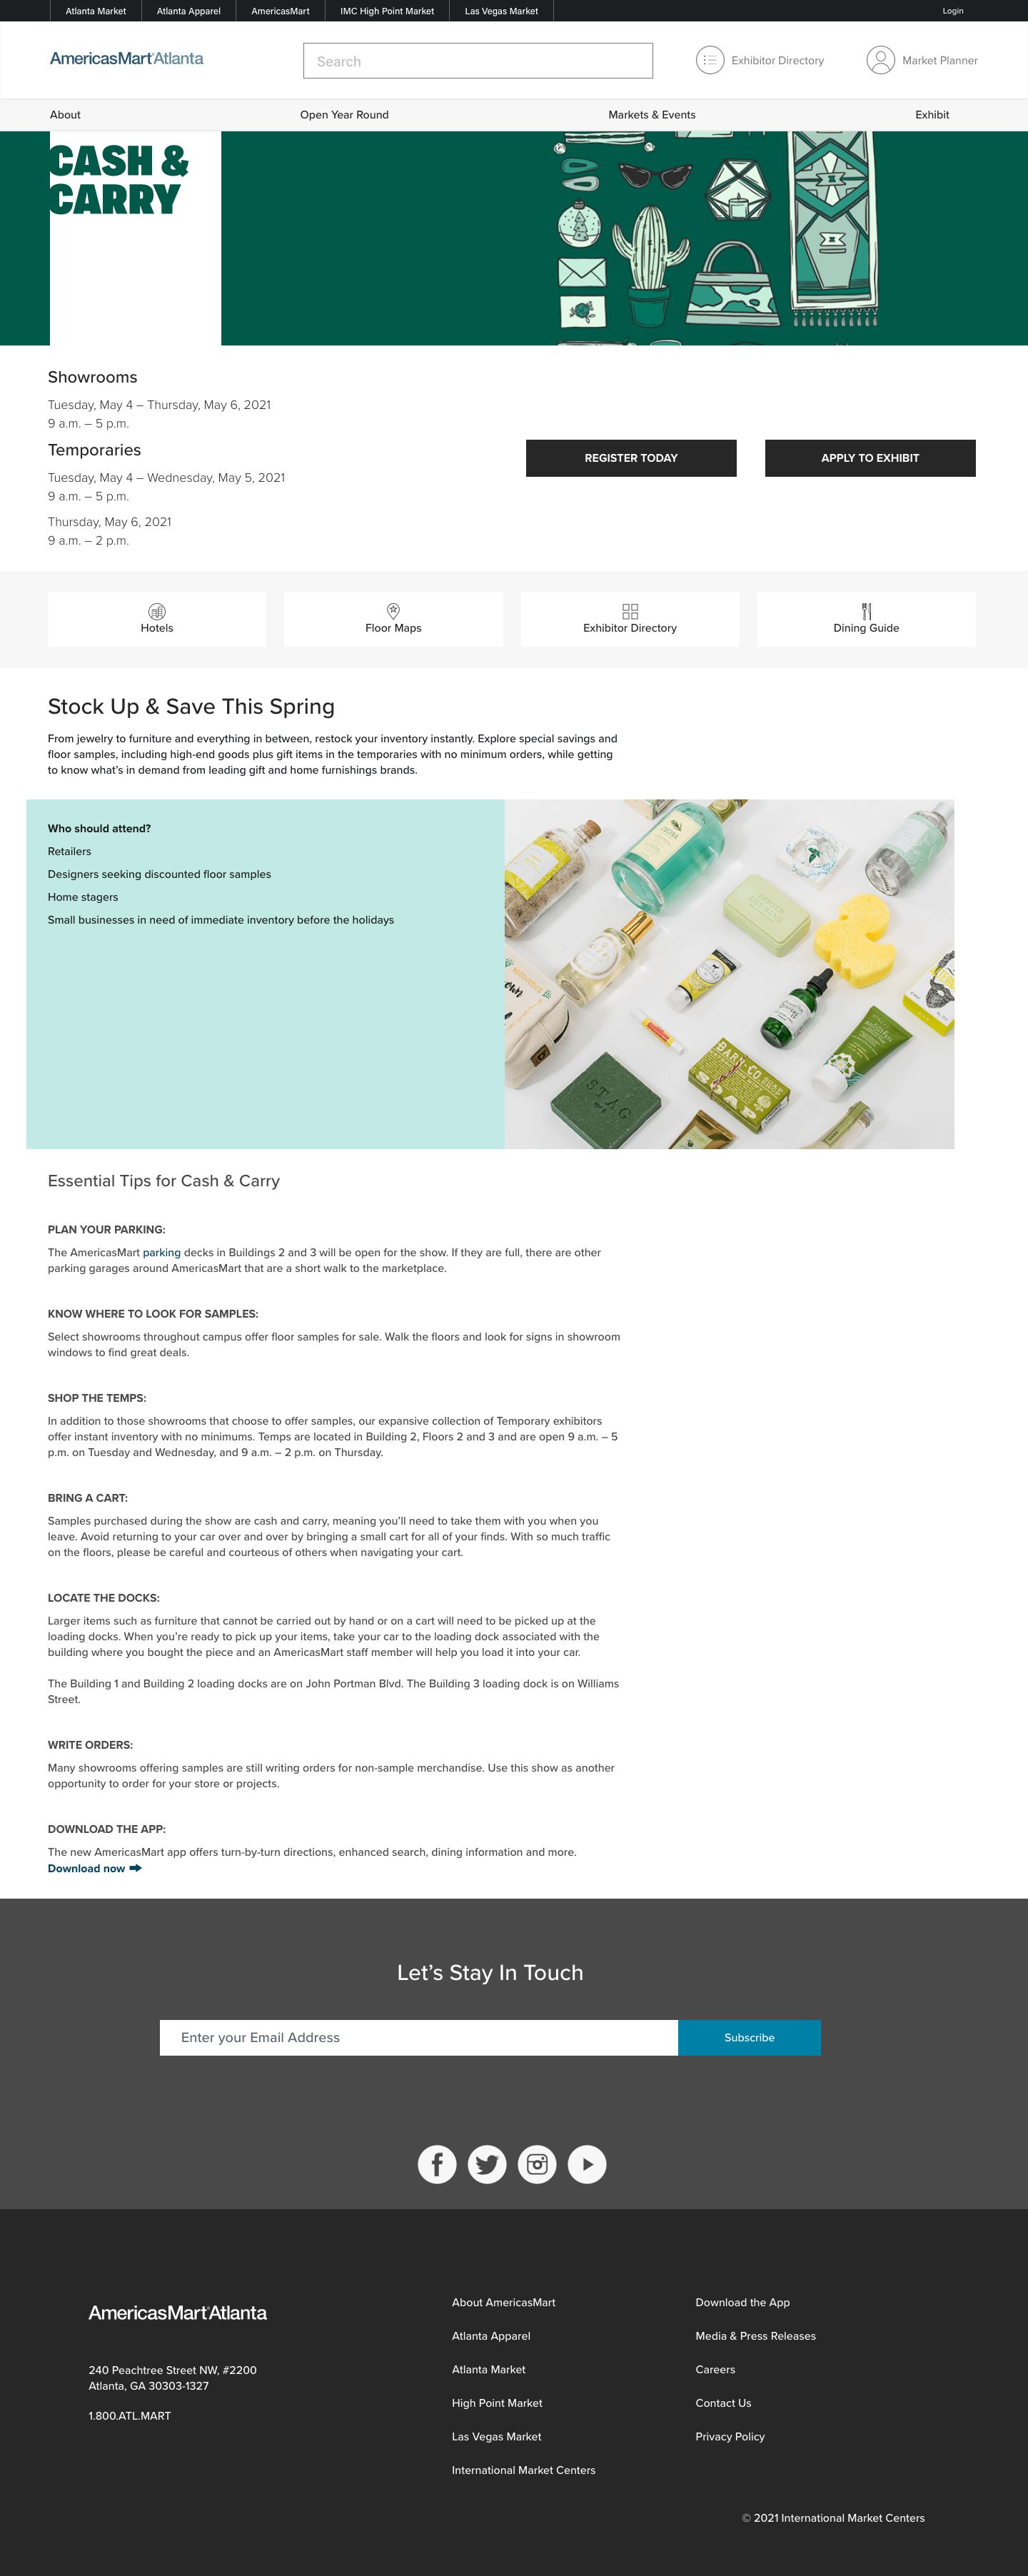 Atlanta Market
Atlanta Apparel
AmericasMart
IMC High Point Market
Las Vegas Market
Login
AmericasMart Atlanta
Search
Exhibitor Directory
Market Planner
About
Open Year Round
Markets & Events
Exhibit
CASH &
CARRY
Showrooms
Tuesday, May 4 – Thursday, May 6, 2021
9 a.m. – 5 p.m.
Temporaries
Tuesday, May 4 – Wednesday, May 5, 2021
9 a.m. – 5 p.m.
Thursday, May 6, 2021
9 a.m. – 2 p.m.
REGISTER TODAY
APPLY TO EXHIBIT
Hotels
Floor Maps
Exhibitor Directory
Dining Guide
Stock Up & Save This Spring
From jewelry to furniture and everything in between, restock your inventory instantly. Explore special savings and
floor samples, including high-end goods plus gift items in the temporaries with no minimum orders, while getting
to know what’s in demand from leading gift and home furnishings brands.
Who should attend?
Retailers
Designers seeking discounted floor samples
Home stagers
Small businesses in need of immediate inventory before the holidays
STAG
BARN-CO
SOAP
Essential Tips for Cash & Carry
PLAN YOUR PARKING:
The AmericasMart parking decks in Buildings 2 and 3 will be open for the show. If they are full, there are other
parking garages around AmericasMart that are a short walk to the marketplace.
KNOW WHERE TO LOOK FOR SAMPLES:
Select showrooms throughout campus offer floor samples for sale. Walk the floors and look for signs in showroom
windows to find great deals.
SHOP THE TEMPS:
In addition to those showrooms that choose to offer samples, our expansive collection of Temporary exhibitors
offer instant inventory with no minimums. Temps are located in Building 2, Floors 2 and 3 and are open 9 a.m. – 5
p.m. on Tuesday and Wednesday, and 9 a.m. – 2 p.m. on Thursday.
BRING A CART:
Samples purchased during the show are cash and carry, meaning you’ll need to take them with you when you
leave. Avoid returning to your car over and over by bringing a small cart for all of your finds. With so much traffic
on the floors, please be careful and courteous of others when navigating your cart.
LOCATE THE DOCKS:
Larger items such as furniture that cannot be carried out by hand or on a cart will need to be picked up at the
loading docks. When you’re ready to pick up your items, take your car to the loading dock associated with the
building where you bought the piece and an AmericasMart staff member will help you load it into your car.
The Building 1 and Building 2 loading docks are on John Portman Blvd. The Building 3 loading dock is on Williams
Street.
WRITE ORDERS:
Many showrooms offering samples are still writing orders for non-sample merchandise. Use this show as another
opportunity to order for your store or projects.
DOWNLOAD THE APP:
The new AmericasMart app offers turn-by-turn directions, enhanced search, dining information and more.
Download now
Let’s Stay In Touch
Enter your Email Address
Subscribe
AmericasMart Atlanta
240 Peachtree Street NW, #2200
Atlanta, GA 30303-1327
1.800.ATL.MART
About AmericasMart
Atlanta Apparel
Atlanta Market
High Point Market
Las Vegas Market
International Market Centers
Download the App
Media & Press Releases
Careers
Contact Us
Privacy Policy
© 2021 International Market Centers